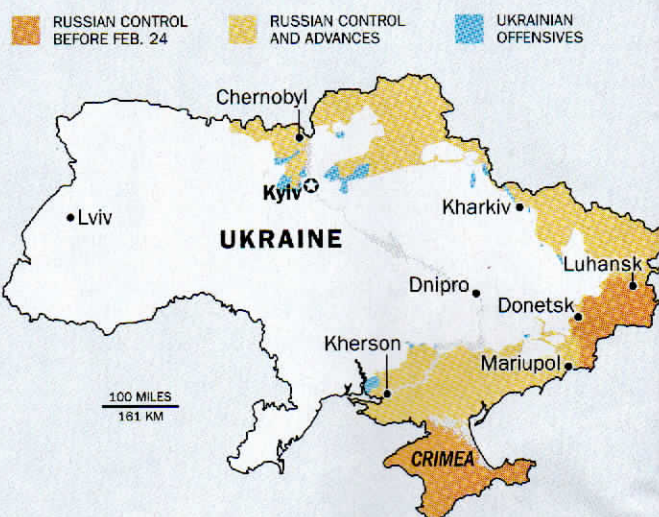 RUSSIAN CONTROL
BEFORE FEB. 24
RUSSIAN CONTROL
AND ADVANCES
UKRAINIAN
OFFENSIVES
Chernobyl
Kyiv
Lviv
UKRAINE
Kharkiv
Luhansk
Dnipro
Donetsk
Kherson
Mariupol
100 MILES
161 KM
CRIMEA